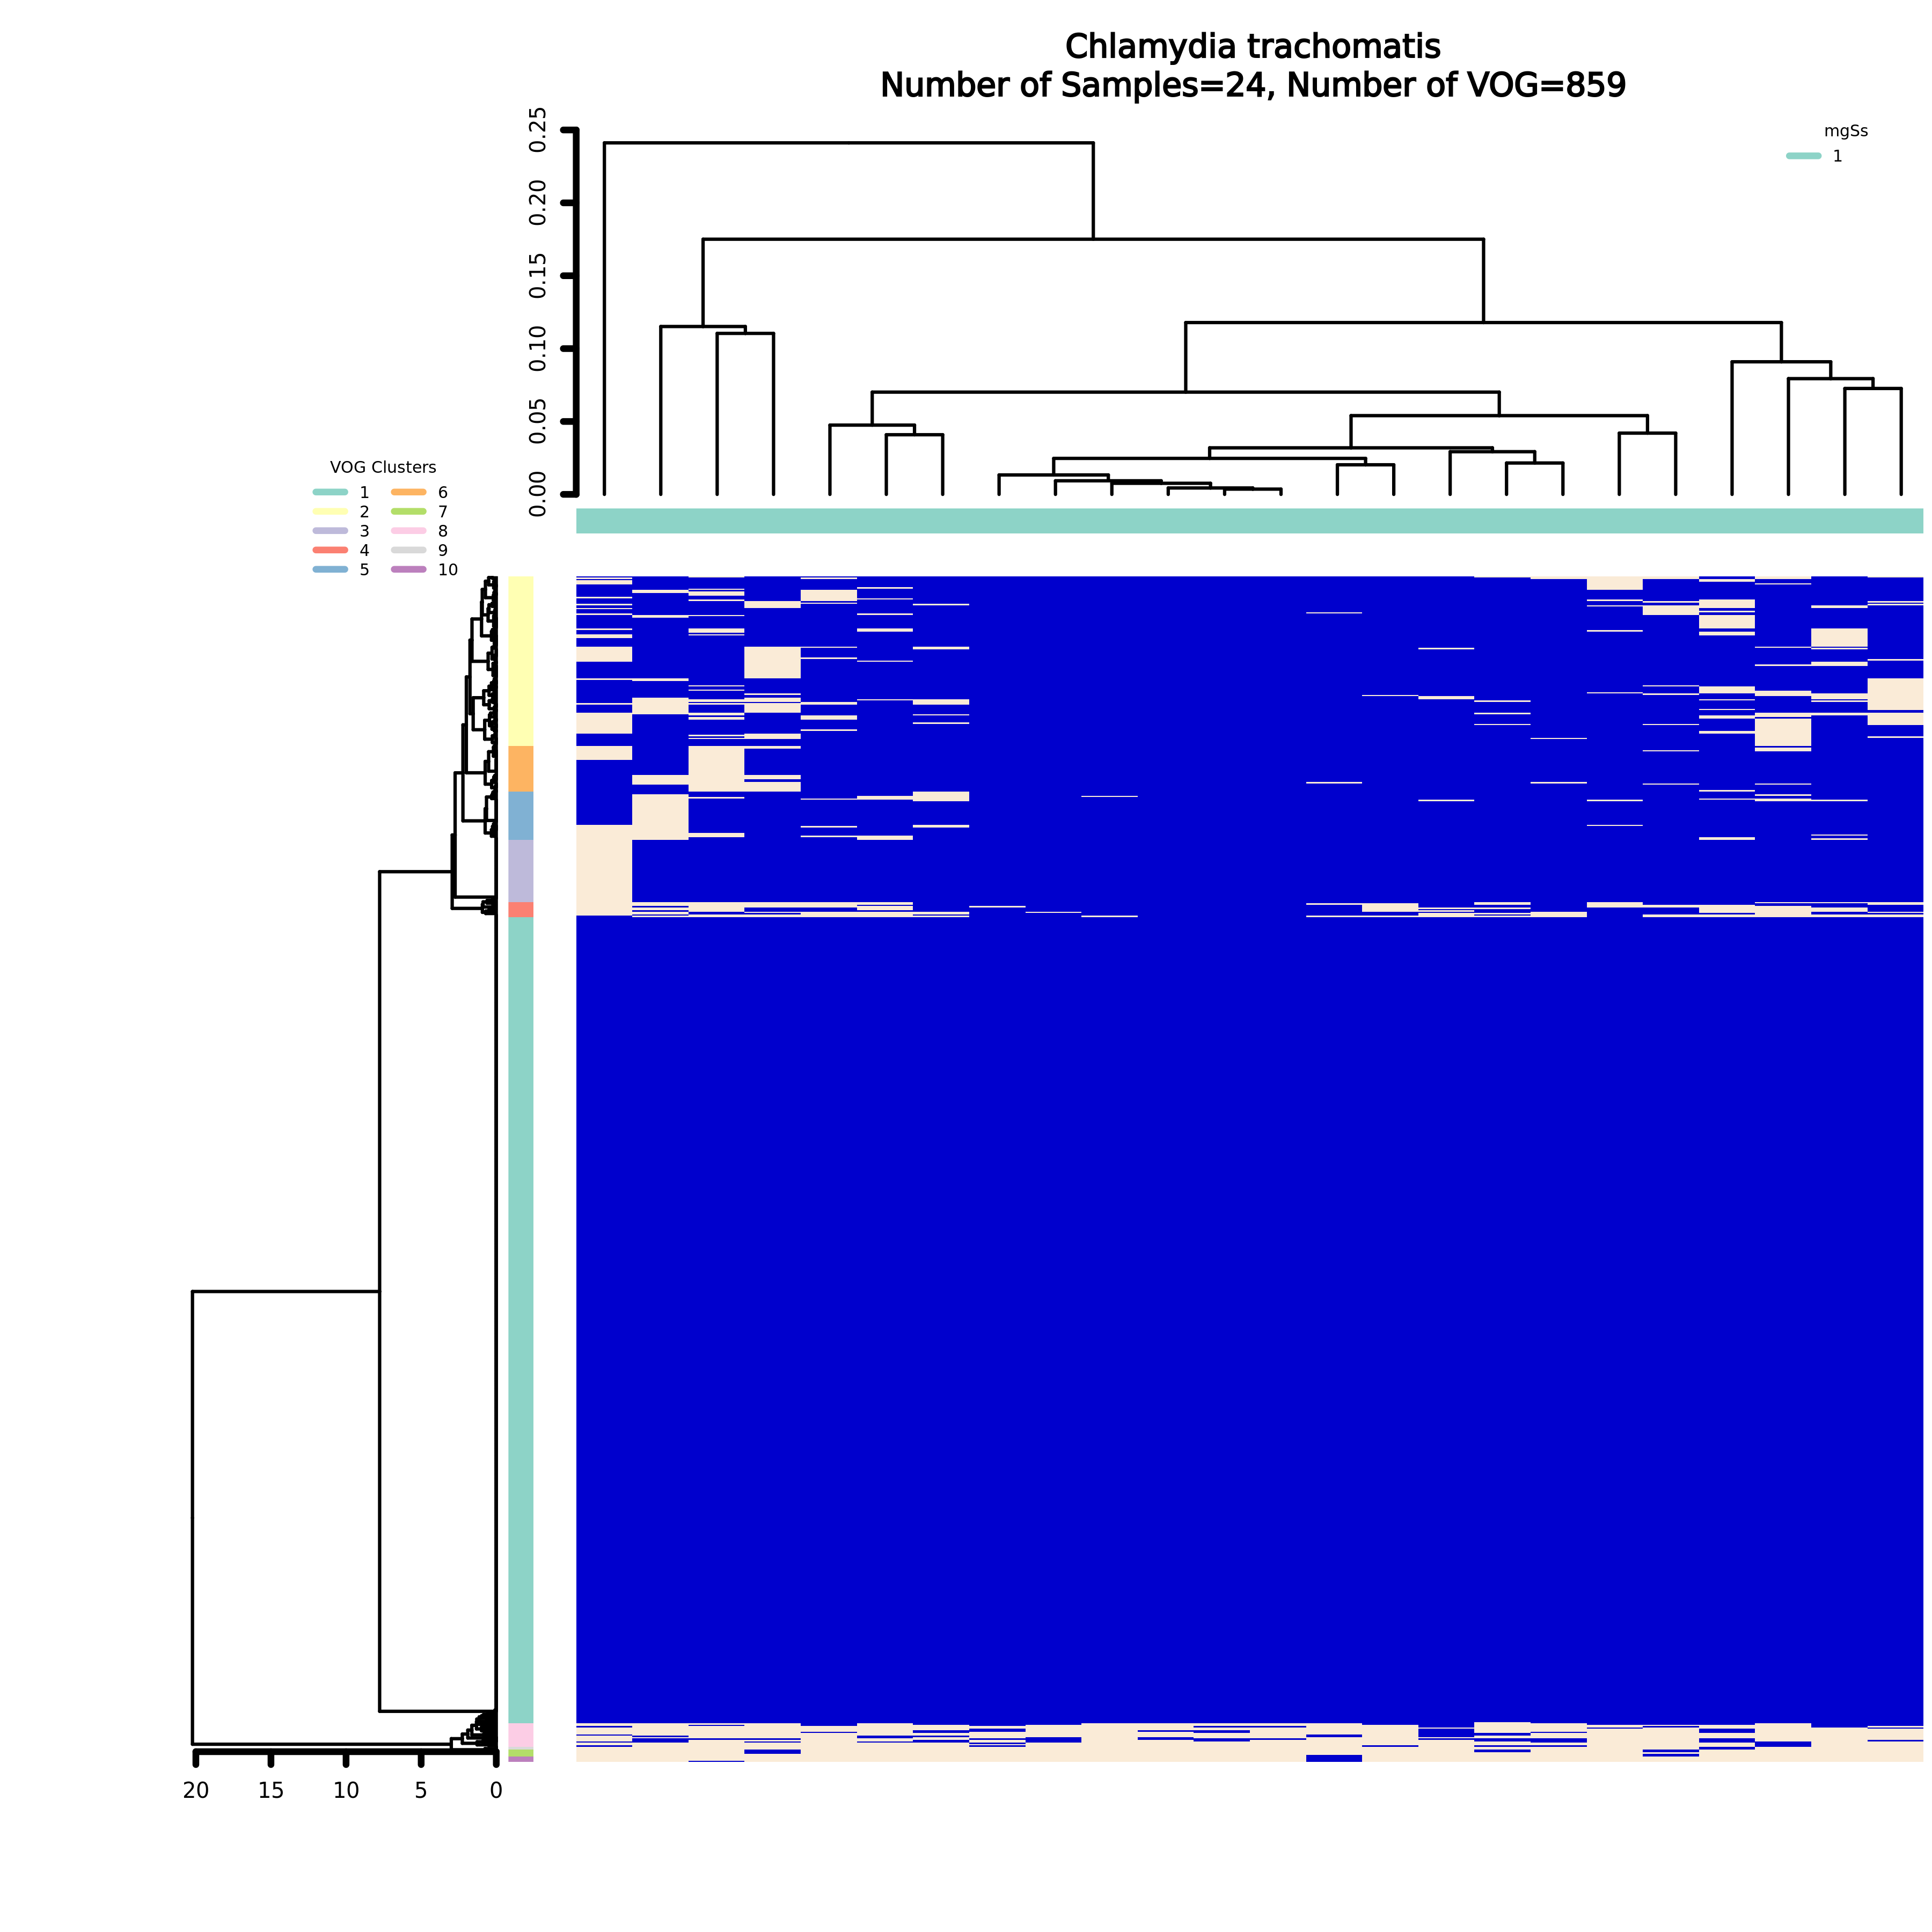 Chlamydia trachomatis
Number of Samples=24, Number of VOG=859
mgSs
1
0.25
0.20
0.15
0.10
0.05
0.00
VOG Clusters
1 6
2 7
3 8
4 9
5 10
20 15 10 5 0